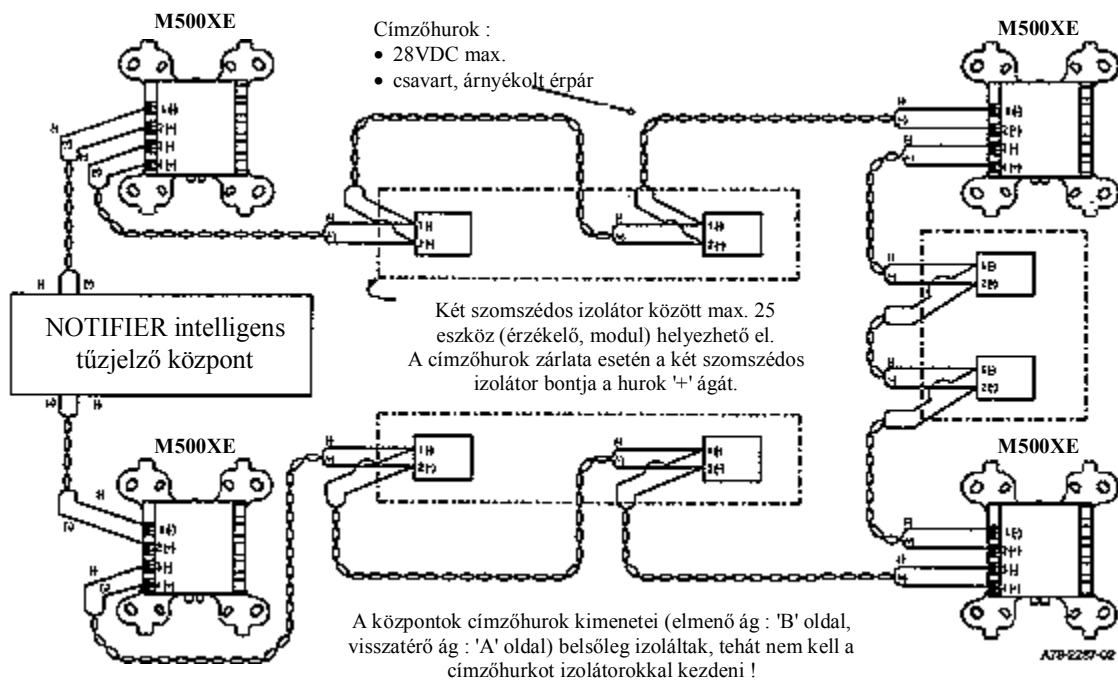 M500XE
Címzőhurok :
• 28VDC max.
• csavart, árnyékolt érpár
M500XE
NOTIFIER intelligens
tűzjelző központ
Két szomszédos izolátor között max. 25
eszköz (érzékelő, modul) helyezhető el.
A címzőhurok zárlata esetén a két szomszédos
izolátor bontja a hurok '+' ágát.
M500XE
M500XE
A központok címzőhurok kimenetei (elmenő ág : 'B' oldal,
visszatérő ág : 'A' oldal) belsőleg izoláltak, tehát nem kell a
címzőhurkot izolátorokkal kezdeni !
A78-2287-02